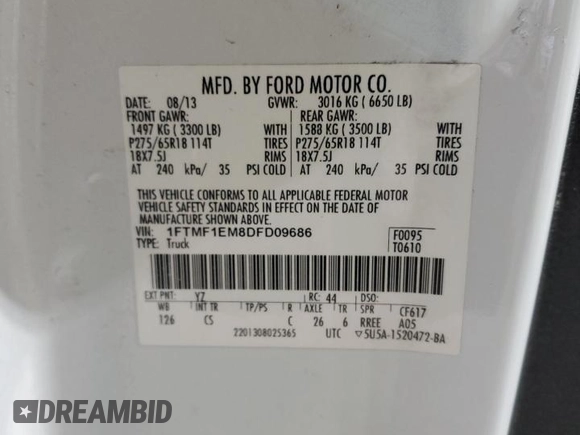 MFD. BY FORD MOTOR CO.
DATE: 08/13 GVWR: 3016 KG (6650 LB)
FRONT GAWR: REAR GAWR:
1497 KG (3300 LB) WITH 1588 KG (3500 LB) WITH
P275/65R18 114T TIRES P275/65R18 114T TIRES
18X7.5J RIMS 18X7.5J RIMS
AT 240 kPa/ 35 PSI COLD AT 240 kPa/ 35 PSI COLD
THIS VEHICLE CONFORMS TO ALL APPLICABLE FEDERAL MOTOR
VEHICLE SAFETY STANDARDS IN EFFECT ON THE DATE OF
MANUFACTURE SHOWN ABOVE.
VIN: 1FTMF1EM8DFD09686 F0095
TYPE: Truck T0610
EXT PNT: YZ RC: 44 DSO:
WB INT TR TP/PS R AXLE TR SPR CF617
126 CS C 26 6 RREE A05
2201308025365 UTC ▽5U5A-1520472-BA
DREAMBID